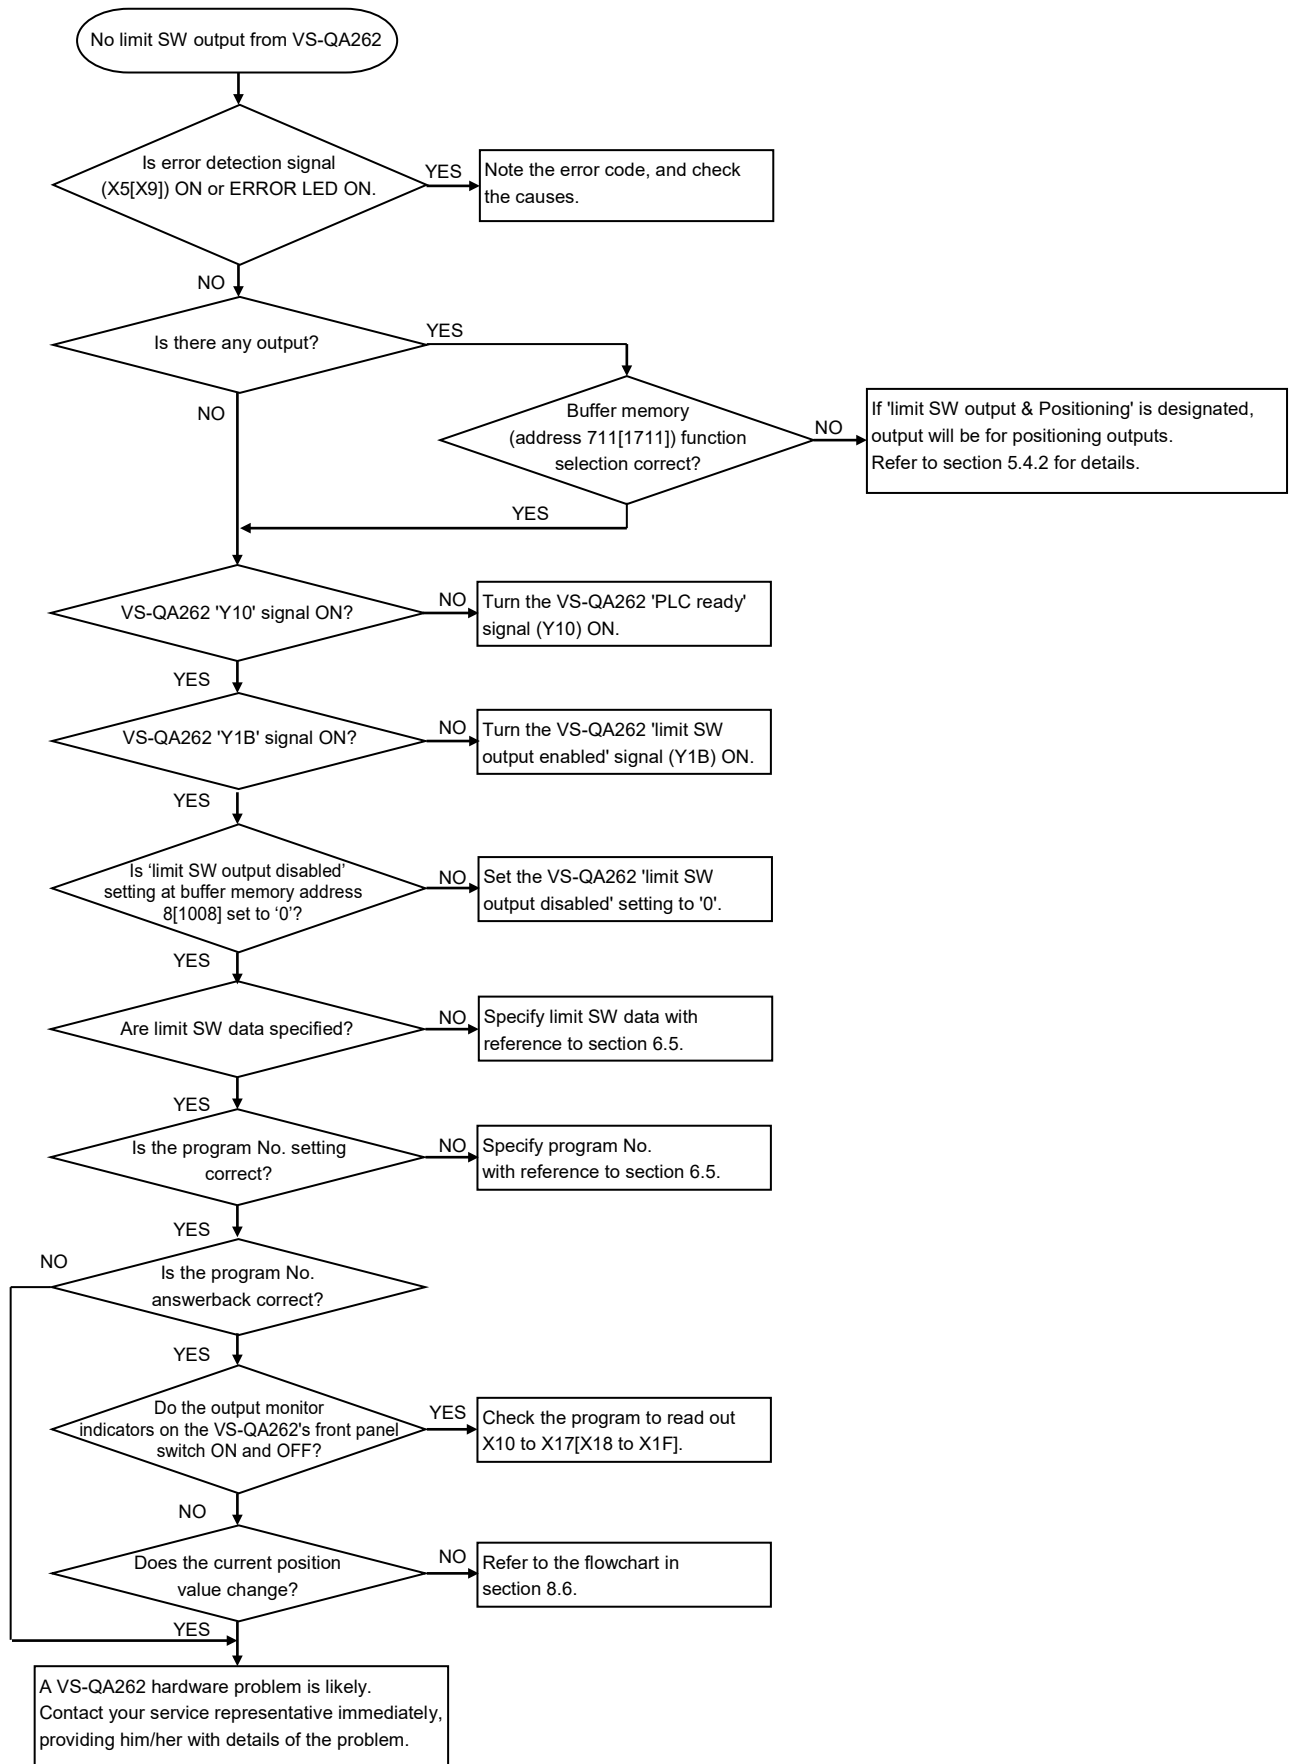 No limit SW output from VS-QA262
Is error detection signal
(X5[X9]) ON or ERROR LED ON.
YES
Note the error code, and check
the causes.
NO
Is there any output?
YES
NO
Buffer memory
(address 711[1711]) function
selection correct?
NO
If 'limit SW output & Positioning' is designated,
output will be for positioning outputs.
Refer to section 5.4.2 for details.
YES
VS-QA262 'Y10' signal ON?
NO
Turn the VS-QA262 'PLC ready'
signal (Y10) ON.
YES
VS-QA262 'Y1B' signal ON?
NO
Turn the VS-QA262 'limit SW
output enabled' signal (Y1B) ON.
YES
Is ‘limit SW output disabled’
setting at buffer memory address
8[1008] set to ‘0’?
NO
Set the VS-QA262 'limit SW
output disabled' setting to '0'.
YES
Are limit SW data specified?
NO
Specify limit SW data with
reference to section 6.5.
YES
Is the program No. setting
correct?
NO
Specify program No.
with reference to section 6.5.
YES
NO
Is the program No.
answerback correct?
YES
Do the output monitor
indicators on the VS-QA262's front panel
switch ON and OFF?
YES
Check the program to read out
X10 to X17[X18 to X1F].
NO
Does the current position
value change?
NO
Refer to the flowchart in
section 8.6.
YES
A VS-QA262 hardware problem is likely.
Contact your service representative immediately,
providing him/her with details of the problem.